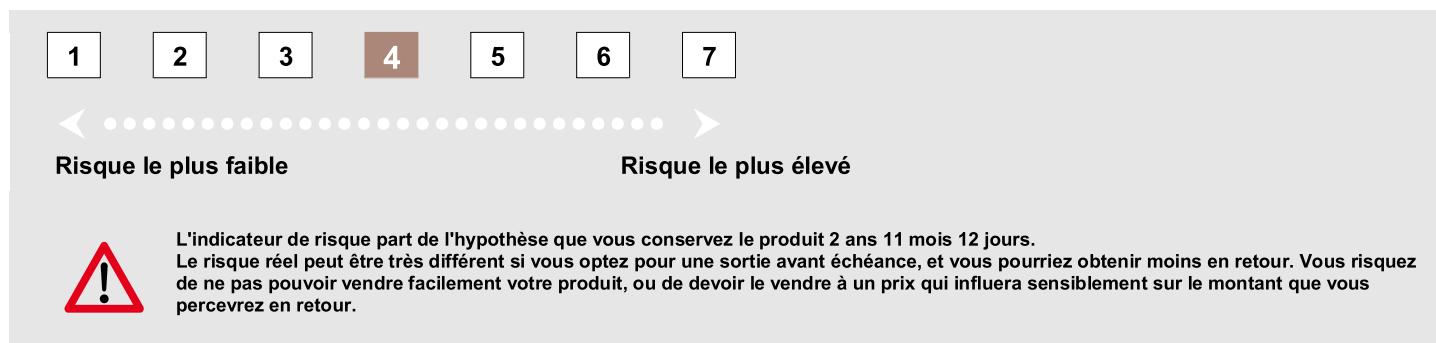 1 2 3 4 5 6 7
Risque le plus faible Risque le plus élevé
L'indicateur de risque part de l'hypothèse que vous conservez le produit 2 ans 11 mois 12 jours.
Le risque réel peut être très différent si vous optez pour une sortie avant échéance, et vous pourriez obtenir moins en retour. Vous risquez
de ne pas pouvoir vendre facilement votre produit, ou de devoir le vendre à un prix qui influera sensiblement sur le montant que vous
percevrez en retour.